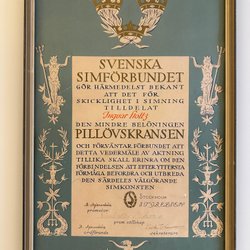 SVENSKA
SIMFÖRBUNDET
GÖR HÄRMEDELST BEKANT
ATT DET FÖR
SKICKLIGHET I SIMNING
TILLDELAT
Ingvar Holtz
DEN MINDRE BELÖNINGEN
PILLÖVSKRANSEN
OCH FÖRVÄNTAR FÖRBUNDET ATT
DETTA VEDERMÄLE AV AKTNING
TILLIKA SKALL ERINRA OM DEN
FÖRBINDELSEN ATT EFTER YTTERSTA
FÖRMÅGA BEFORDRA OCH UTBREDA
DEN SÄRDELES VÄLGÖRANDE
SIMKONSTEN
STOCKHOLM